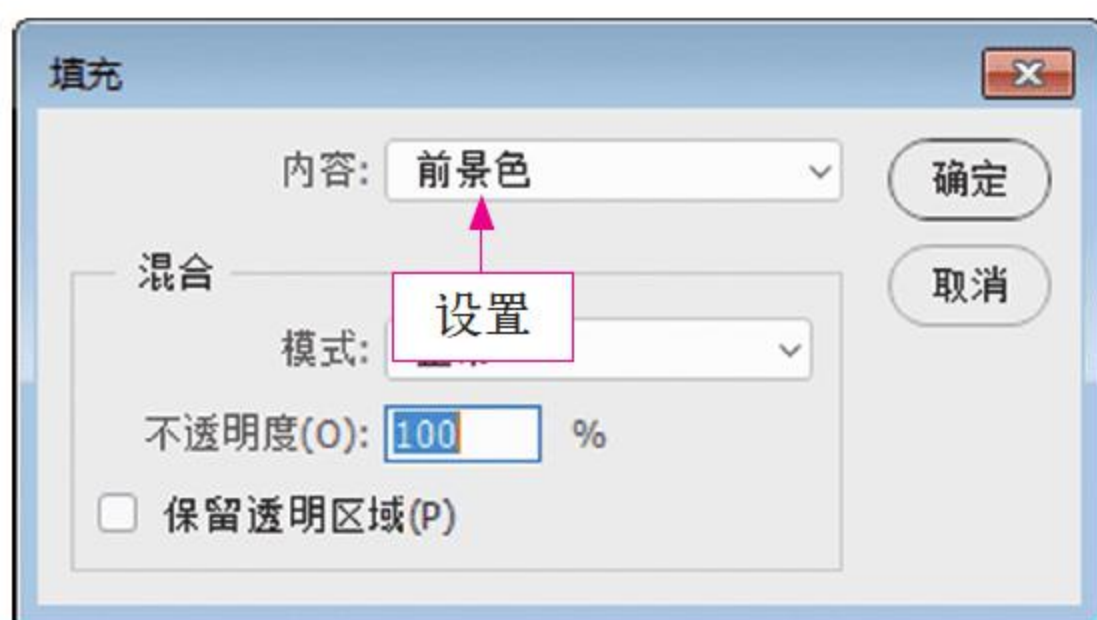 填充
内容: 前景色
确定
混合
取消
设置
模式:
不透明度(O): 100 %
保留透明区域(P)